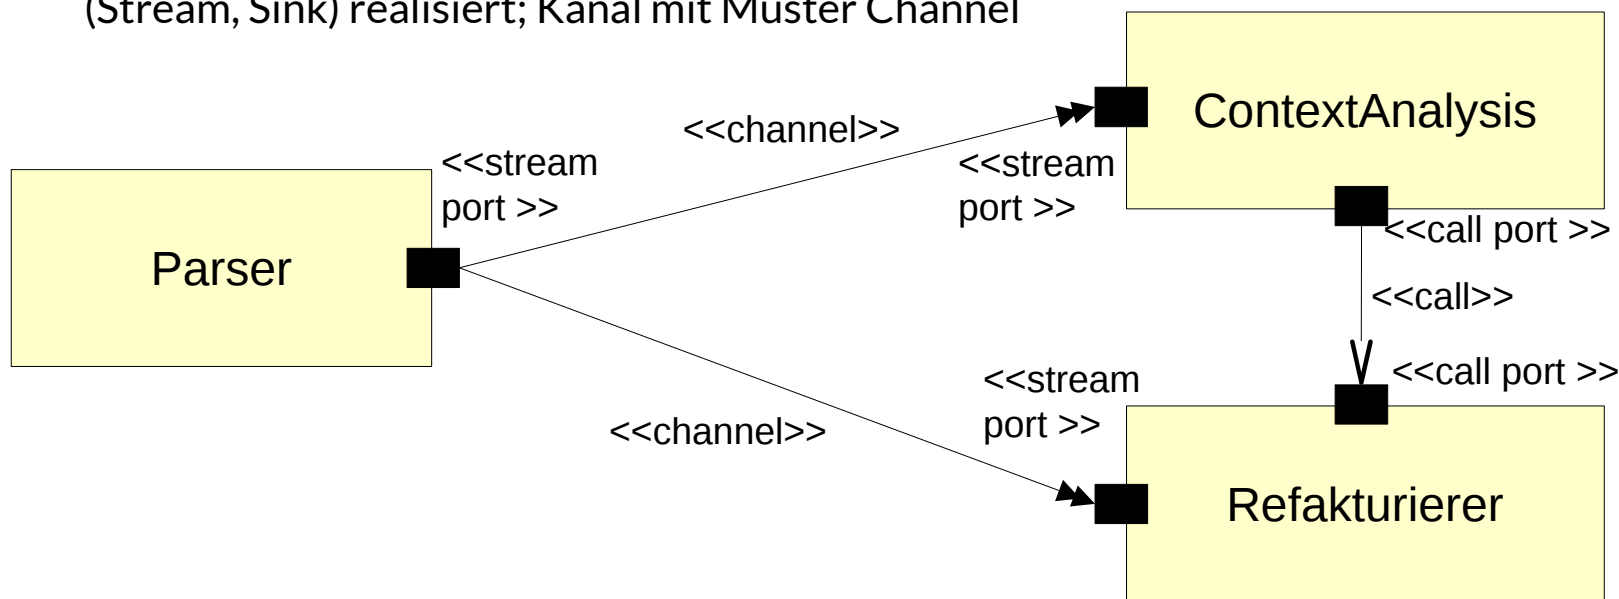 (Stream, Sink) realisiert; Kanal mit Muster Channel
ContextAnalysis
<<channel>>
<<stream
port >>
<<stream
port >>
<<call port >>
Parser
<<call>>
<<stream
port >>
<<call port >>
<<channel>>
Refakturierer